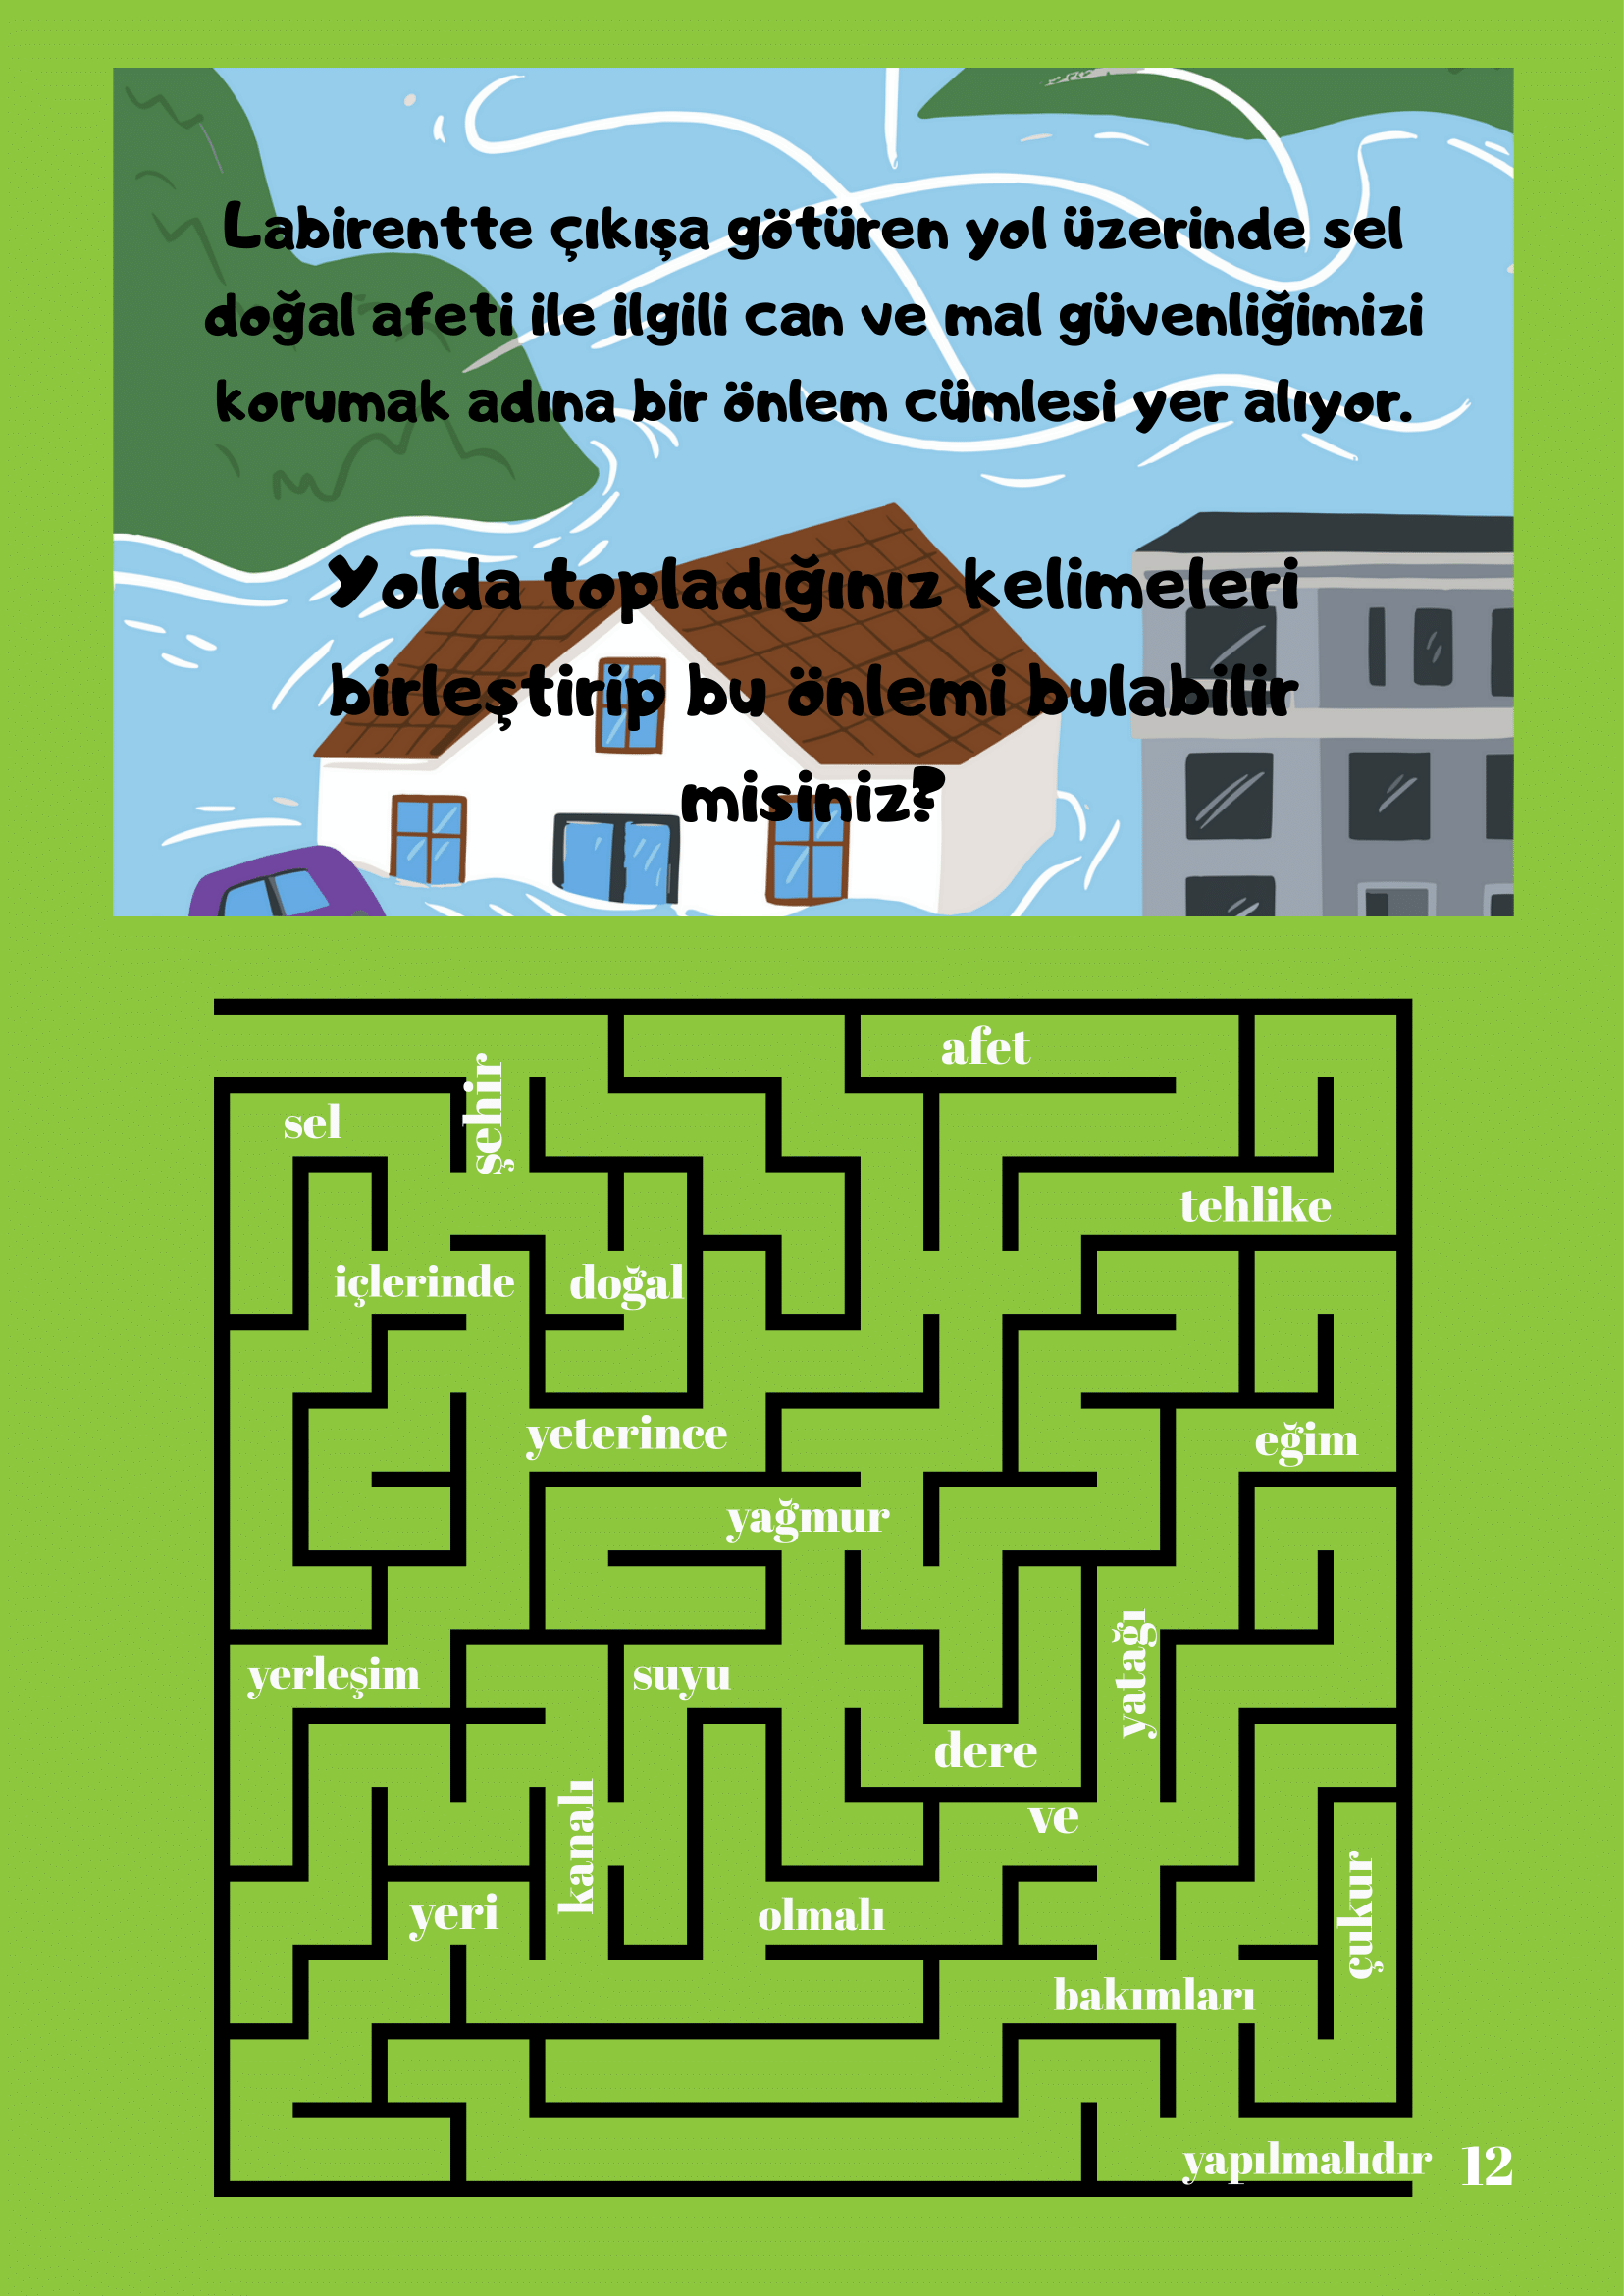 Labirentte çıkışa götüren yol üzerinde sel
doğal afeti ile ilgili can ve mal güvenliğimizi
korumak adına bir önlem cümlesi yer alıyor.
Yolda topladığınız kelimeleri
birleştirip bu önlemi bulabilir
misiniz?
afet
şehir
sel
tehlike
içlerinde
doğal
yeterince
eğim
yağmur
yatağı
yerleşim
suyu
dere
ve
kanalı
çukur
yeri
olmalı
bakımları
yapılmalıdır
12